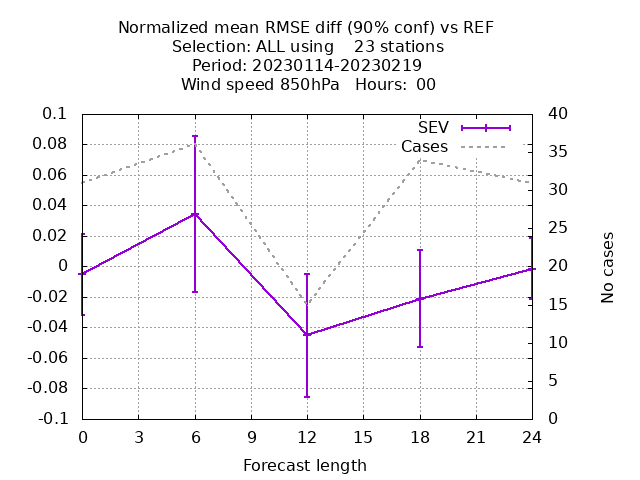 Normalized mean RMSE diff (90% conf) vs REF
Selection: ALL using    23 stations
Period: 20230114-20230219
Wind speed 850hPa   Hours:  00
0.1
0.08
0.06
0.04
0.02
0
-0.02
-0.04
-0.06
-0.08
-0.1
SEV
Cases
40
35
30
25
20
15
10
5
0
No cases
0 3 6 9 12 15 18 21 24
Forecast length